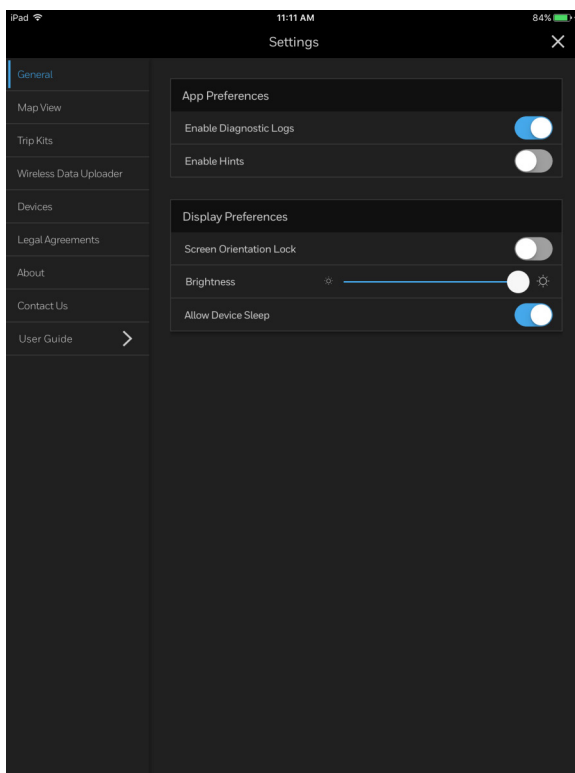 iPad 11:11 AM 84%
Settings
General
Map View
Trip Kits
Wireless Data Uploader
Devices
Legal Agreements
About
Contact Us
User Guide
App Preferences
Enable Diagnostic Logs
Enable Hints
Display Preferences
Screen Orientation Lock
Brightness
Allow Device Sleep